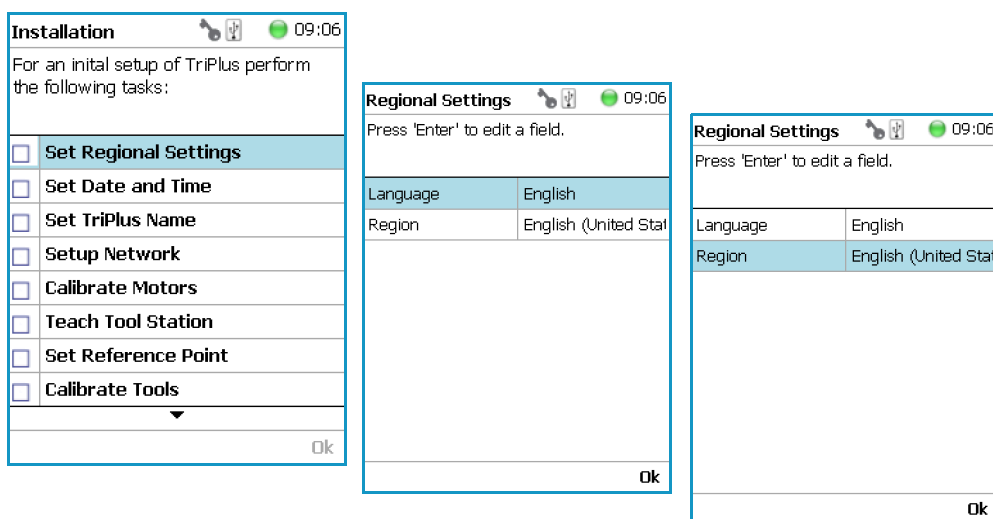 Installation 09:06
For an inital setup of TriPlus perform
the following tasks:
Set Regional Settings
Set Date and Time
Set TriPlus Name
Setup Network
Calibrate Motors
Teach Tool Station
Set Reference Point
Calibrate Tools
Ok
Regional Settings 09:06
Press 'Enter' to edit a field.
Language English
Region English (United Stat
Ok
Regional Settings 09:06
Press 'Enter' to edit a field.
Language English
Region English (United Stat
Ok